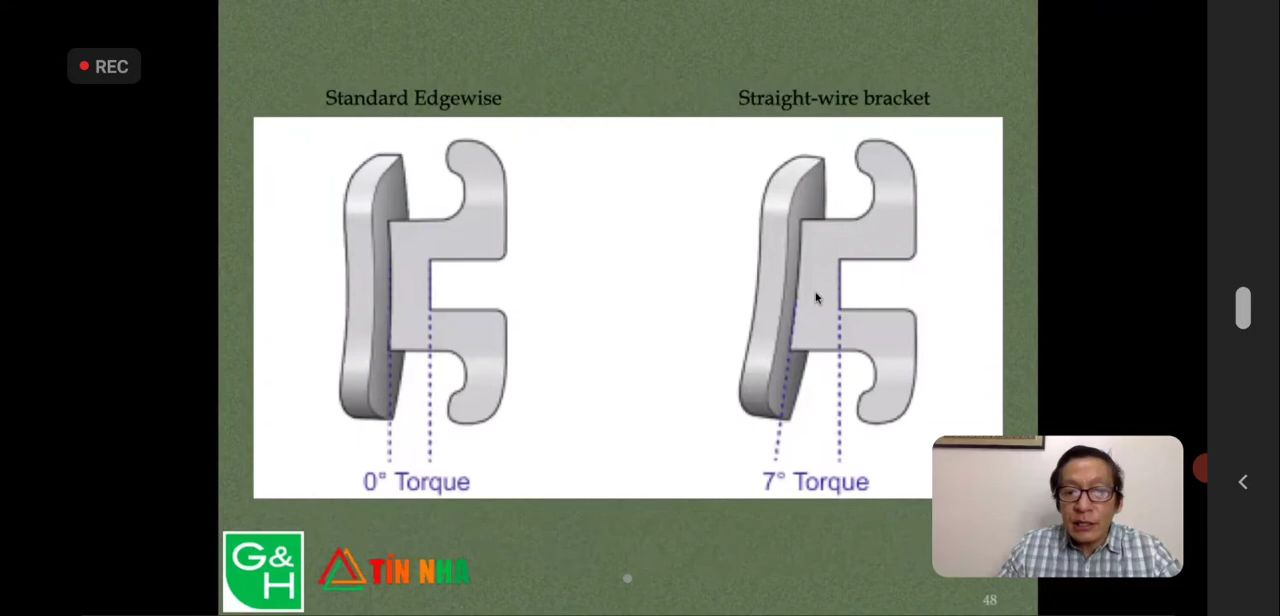 REC
Standard Edgewise
Straight-wire bracket
0° Torque
7° Torque
G&
H
TÍN NHA
48